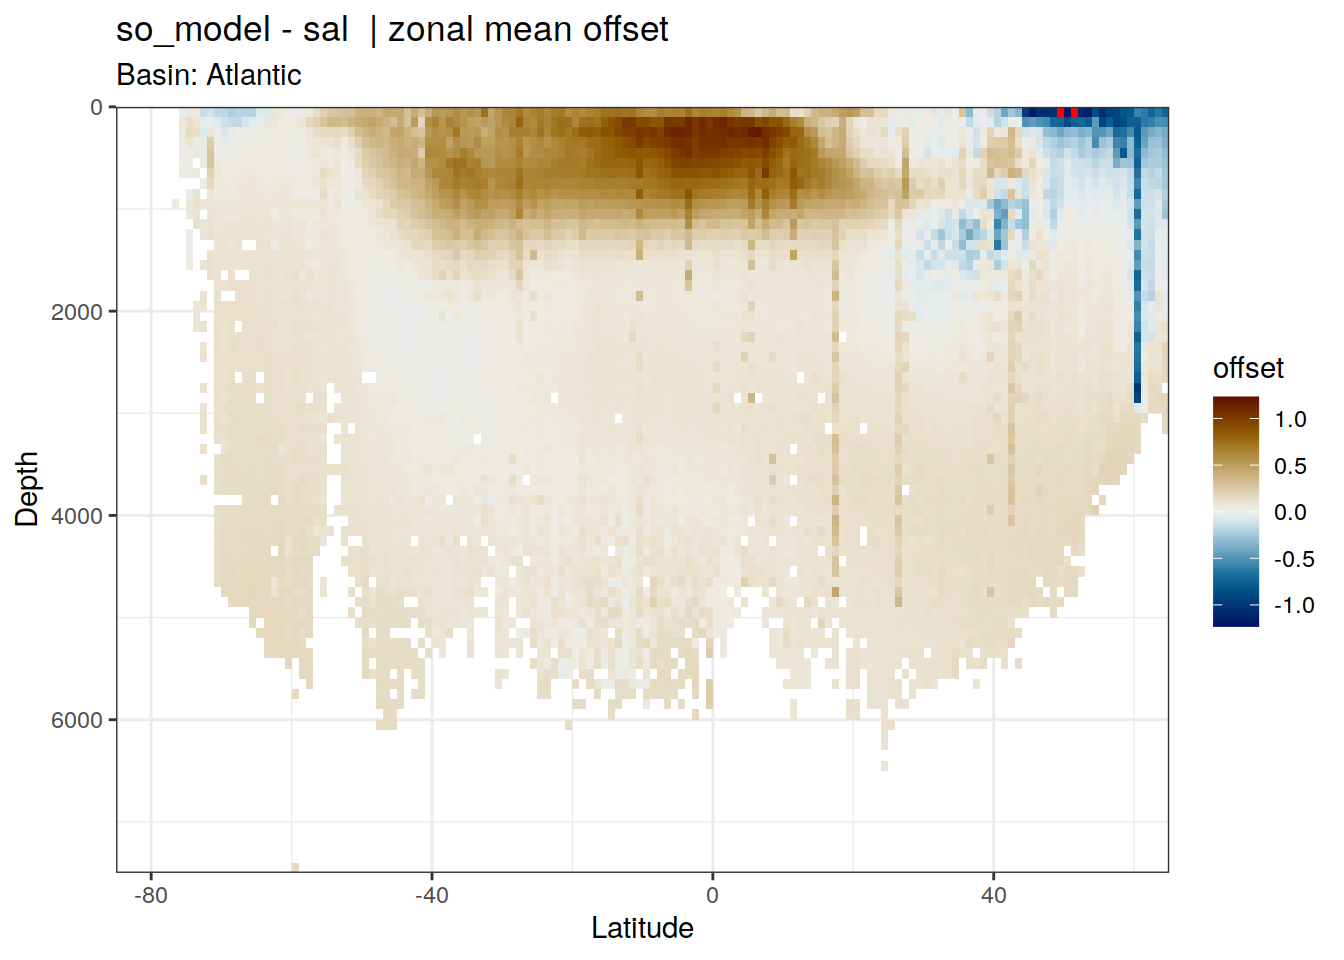 so_model - sal  | zonal mean offset
Basin: Atlantic
0
2000
4000
6000
Depth
-80
-40
0
40
Latitude
offset
1.0
0.5
0.0
-0.5
-1.0